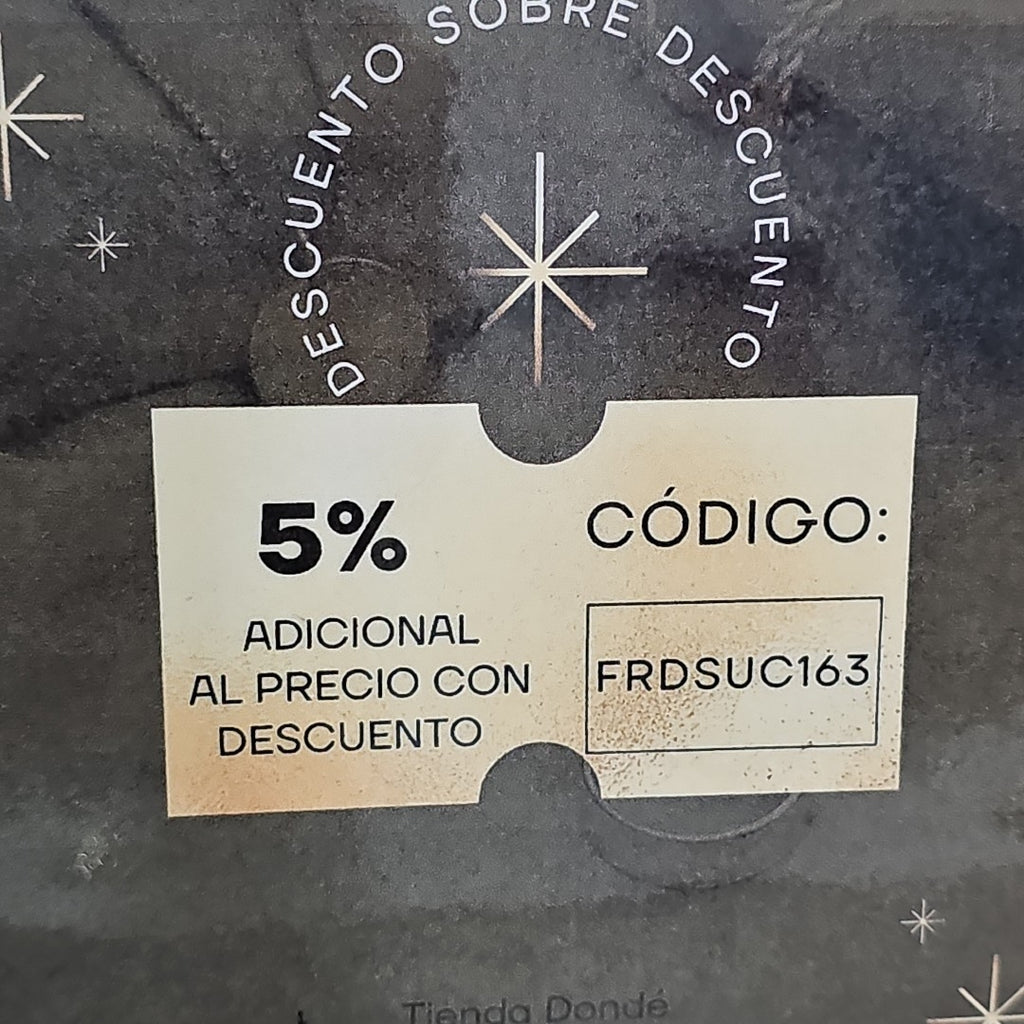 DESCUENTO SOBRE DESCUENTO
5%
ADICIONAL
AL PRECIO CON
DESCUENTO
CÓDIGO:
FRDSUC163
Tienda Dondé